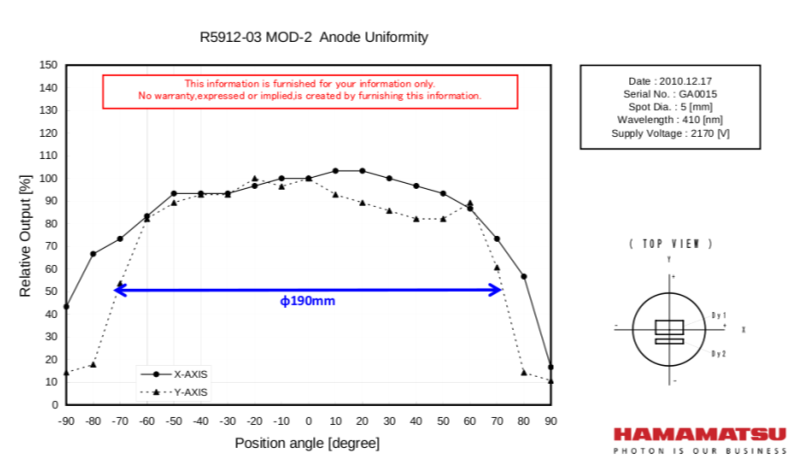 R5912-03 MOD-2 Anode Uniformity
This information is furnished for your information only.
No warranty,expressed or implied,is created by furnishing this information.
Relative Output [%]
150
140
130
120
110
100
90
80
70
60
50
40
30
20
10
0
ϕ190mm
X-AXIS
Y-AXIS
-90 -80 -70 -60 -50 -40 -30 -20 -10 0 10 20 30 40 50 60 70 80 90
Position angle [degree]
Date : 2010.12.17
Serial No. : GA0015
Spot Dia. : 5 [mm]
Wavelength : 410 [nm]
Supply Voltage : 2170 [V]
( TOP VIEW )
Y
+
Dy1
- + X
Dy2
-
HAMAMATSU
PHOTON IS OUR BUSINESS